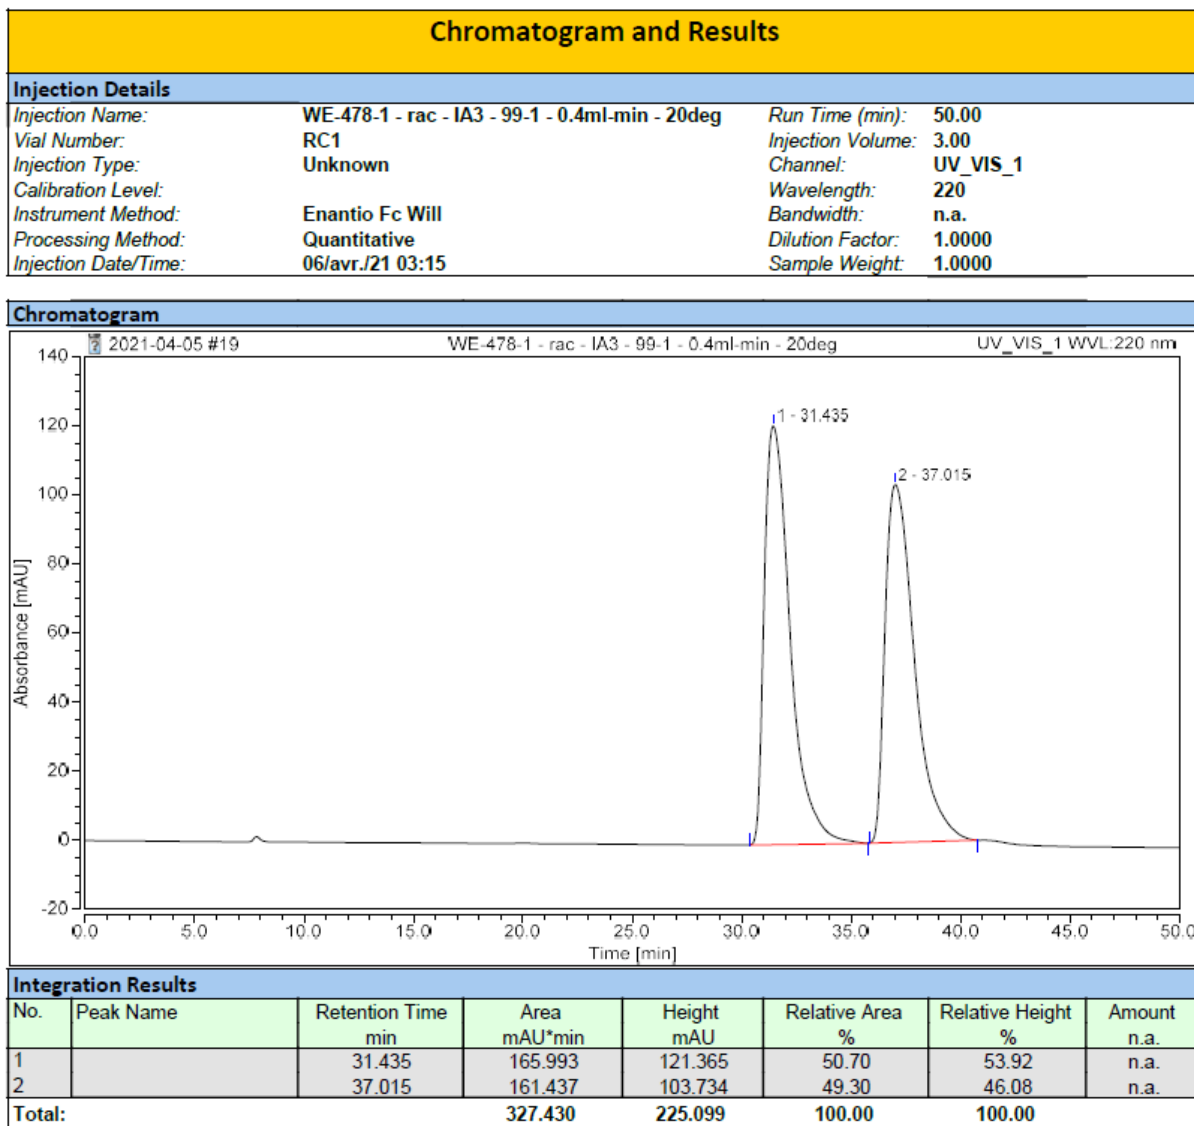 Chromatogram and Results
Injection Details
Injection Name: WE-478-1 - rac - IA3 - 99-1 - 0.4ml-min - 20deg Run Time (min): 50.00
Vial Number: RC1 Injection Volume: 3.00
Injection Type: Unknown Channel: UV_VIS_1
Calibration Level: Wavelength: 220
Instrument Method: Enantio Fc Will Bandwidth: n.a.
Processing Method: Quantitative Dilution Factor: 1.0000
Injection Date/Time: 06/avr./21 03:15 Sample Weight: 1.0000
Chromatogram
2021-04-05 #19 WE-478-1 - rac - IA3 - 99-1 - 0.4ml-min - 20deg UV_VIS_1 WVL:220 nm
140
120
100
80
60
40
20
0
-20
Absorbance [mAU]
1 - 31.435
2 - 37.015
0.0 5.0 10.0 15.0 20.0 25.0 30.0 35.0 40.0 45.0 50.0
Time [min]
Integration Results
No. Peak Name Retention Time Area Height Relative Area Relative Height Amount
min mAU*min mAU % % n.a.
1 31.435 165.993 121.365 50.70 53.92 n.a.
2 37.015 161.437 103.734 49.30 46.08 n.a.
Total: 327.430 225.099 100.00 100.00